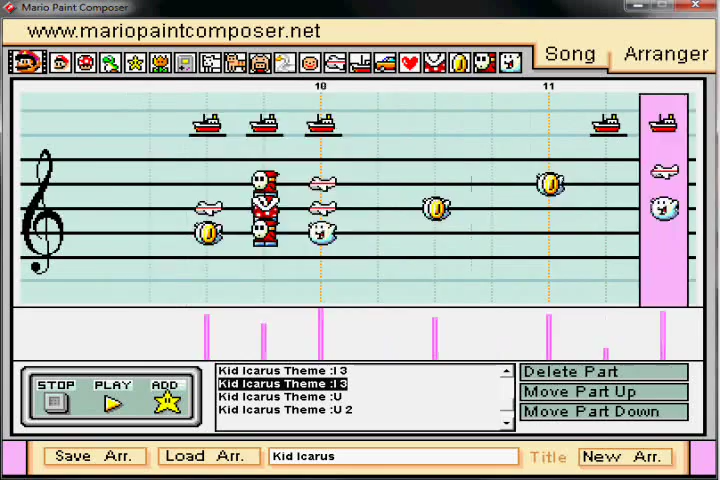 Mario Paint Composer
www.mariopaintcomposer.net
Song
Arranger
10
11
Kid Icarus Theme :I 3
Kid Icarus Theme :I 3
Kid Icarus Theme :U
Kid Icarus Theme :U 2
STOP
PLAY
ADD
Delete Part
Move Part Up
Move Part Down
Save Arr.
Load Arr.
Kid Icarus
Title
New Arr.